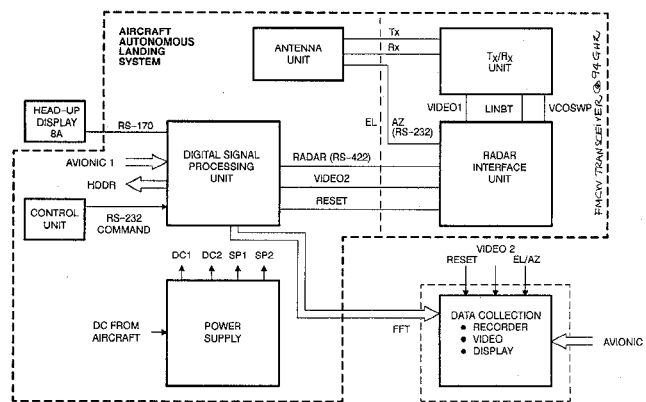 AIRCRAFT
AUTONOMOUS
LANDING
SYSTEM
ANTENNA
UNIT
Tx
Rx
TX/RX
UNIT
FMCW TRANSCEIVER @ 94 GHz
HEAD-UP
DISPLAY
8A
RS-170
EL
AZ
(RS-232)
VIDEO1
LINBT
VCOSWP
AVIONIC 1
HDDR
DIGITAL SIGNAL
PROCESSING
UNIT
RADAR (RS-422)
VIDEO2
RESET
RADAR
INTERFACE
UNIT
CONTROL
UNIT
RS-232
COMMAND
DC1
DC2
SP1
SP2
VIDEO 2
RESET
EL/AZ
DC FROM
AIRCRAFT
POWER
SUPPLY
FFT
DATA COLLECTION
● RECORDER
● VIDEO
● DISPLAY
AVIONIC